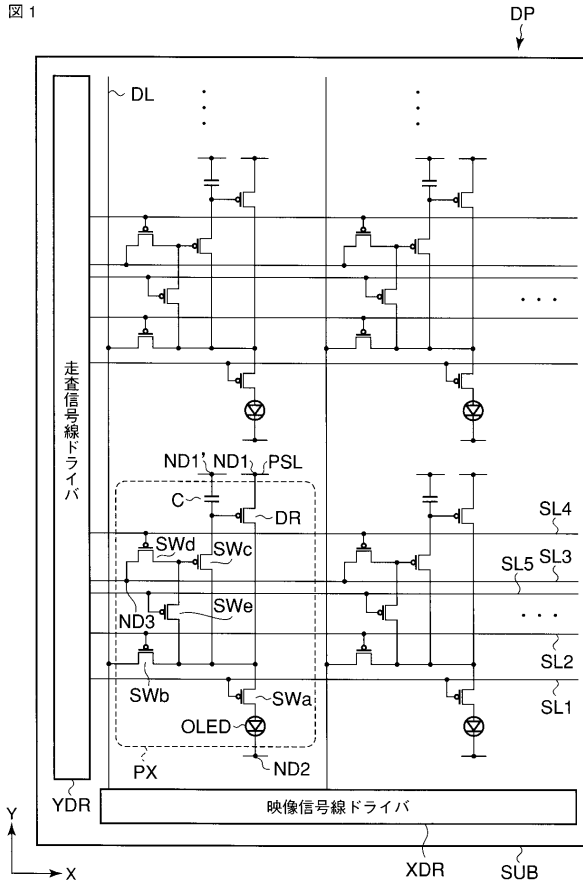 図1
DP
DL
走査信号線ドライバ
ND1' ND1 PSL
C
DR
SL4
SWd
SWc
SL3
SL5
SWe
ND3
SL2
SWb
SWa
SL1
OLED
PX
ND2
YDR
映像信号線ドライバ
Y
X
XDR
SUB